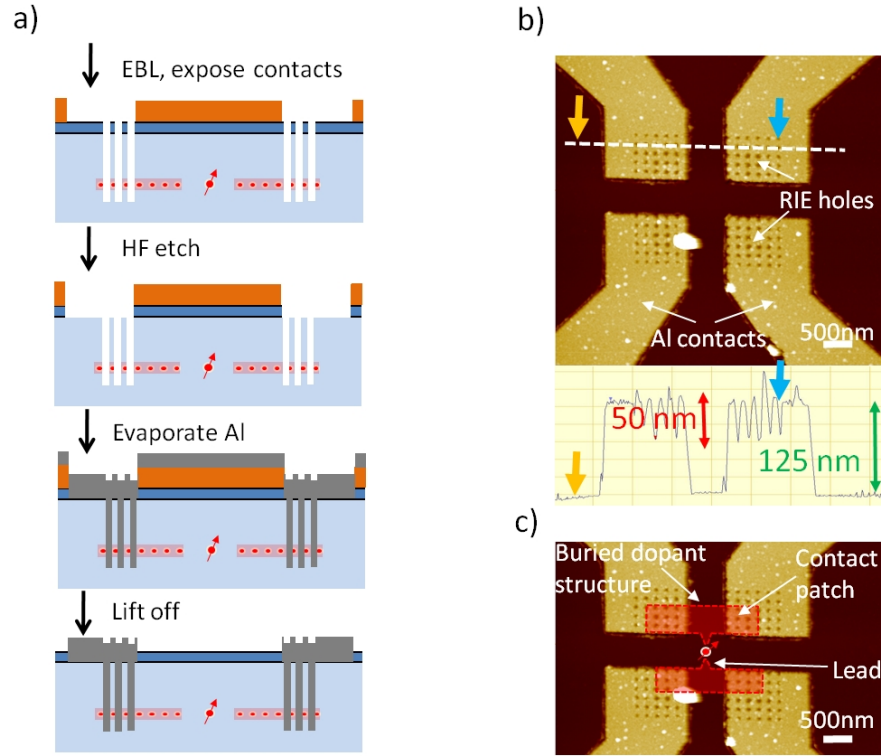 a)
EBL, expose contacts
HF etch
Evaporate Al
Lift off
b)
RIE holes
Al contacts
500nm
50 nm
125 nm
c)
Buried dopant
structure
Contact
patch
Lead
500nm